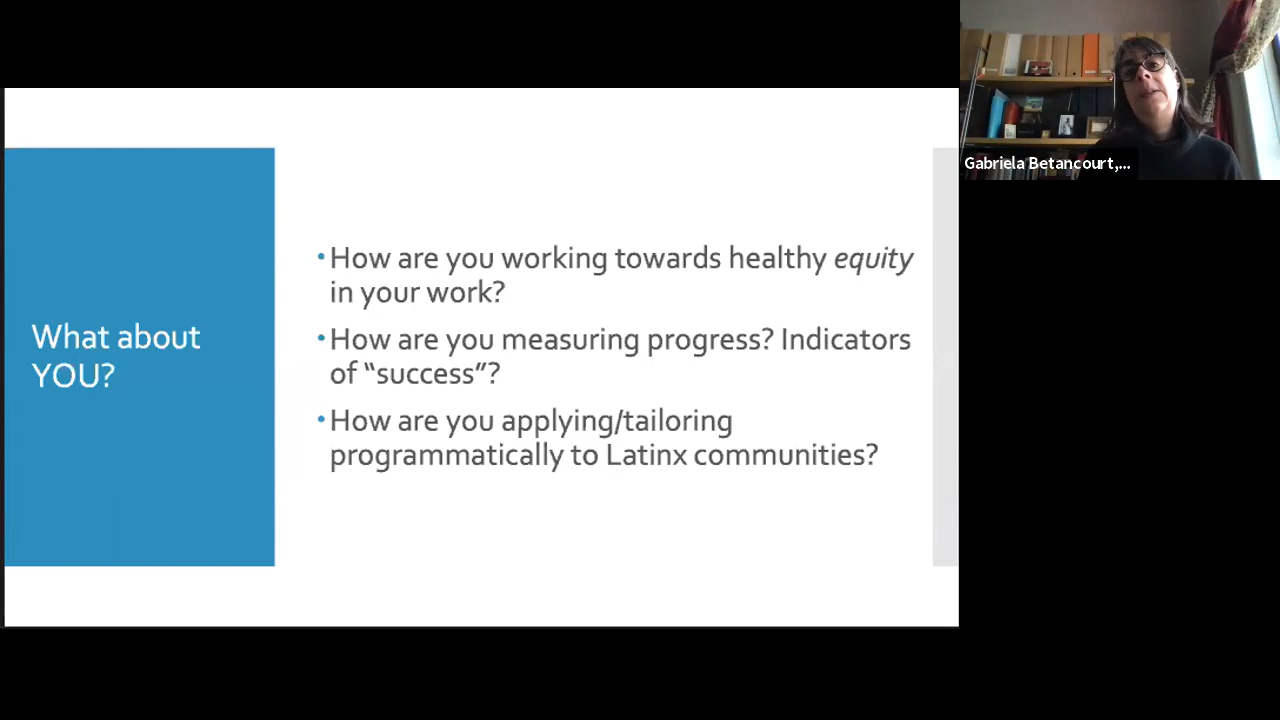 Gabriela Betancourt,...
What about
YOU?
•How are you working towards healthy equity
in your work?
•How are you measuring progress? Indicators
of “success”?
•How are you applying/tailoring
programmatically to Latinx communities?